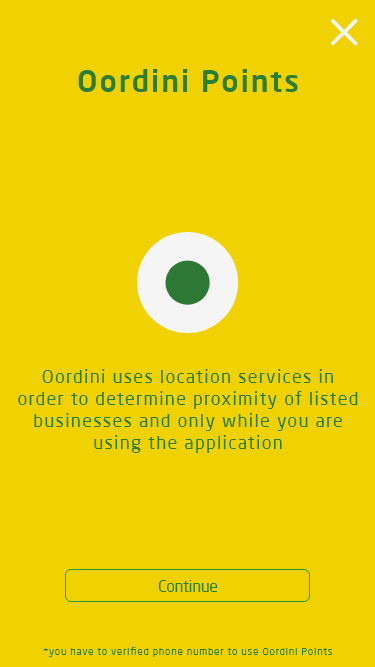 Oordini Points
Oordini uses location services in
order to determine proximity of listed
businesses and only while you are
using the application
Continue
*you have to verified phone number to use Oordini Points